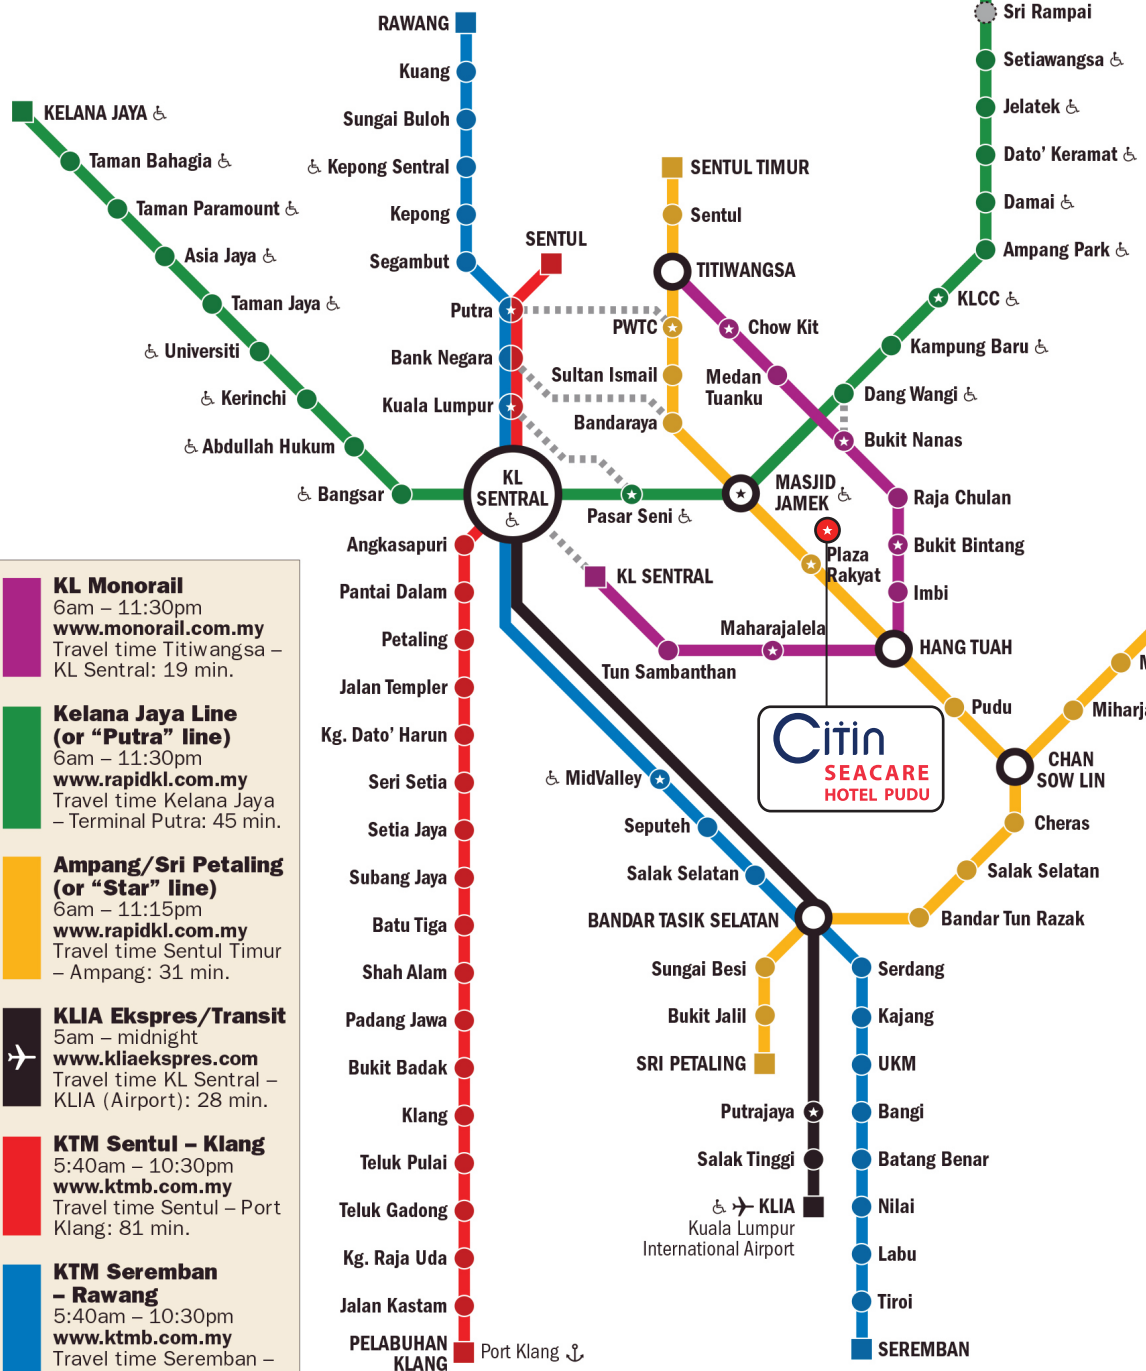 RAWANG
Kuang
Sungai Buloh
Kepong Sentral
Kepong
Segambut
SENTUL
Putra
Bank Negara
Kuala Lumpur
KELANA JAYA
Taman Bahagia
Taman Paramount
Asia Jaya
Taman Jaya
Universiti
Kerinchi
Abdullah Hukum
Bangsar
KL
SENTRAL
Pasar Seni
SENTUL TIMUR
Sentul
TITIWANGSA
PWTC
Sultan Ismail
Bandaraya
Chow Kit
Medan
Tuanku
Sri Rampai
Setiawangsa
Jelatek
Dato’ Keramat
Damai
Ampang Park
KLCC
Kampung Baru
Dang Wangi
Bukit Nanas
MASJID
JAMEK
Raja Chulan
Bukit Bintang
Imbi
Plaza
Rakyat
KL SENTRAL
Maharajalela
Tun Sambanthan
HANG TUAH
Pudu
Miharja
CHAN
SOW LIN
Cheras
Salak Selatan
Bandar Tun Razak
Citin
SEACARE
HOTEL PUDU
Angkasapuri
Pantai Dalam
Petaling
Jalan Templer
Kg. Dato’ Harun
Seri Setia
Setia Jaya
Subang Jaya
Batu Tiga
Shah Alam
Padang Jawa
Bukit Badak
Klang
Teluk Pulai
Teluk Gadong
Kg. Raja Uda
Jalan Kastam
PELABUHAN
KLANG
Port Klang
MidValley
Seputeh
Salak Selatan
BANDAR TASIK SELATAN
Sungai Besi
Bukit Jalil
SRI PETALING
Putrajaya
Salak Tinggi
KLIA
Kuala Lumpur
International Airport
Serdang
Kajang
UKM
Bangi
Batang Benar
Nilai
Labu
Tiroi
SEREMBAN
KL Monorail
6am – 11:30pm
www.monorail.com.my
Travel time Titiwangsa –
KL Sentral: 19 min.
Kelana Jaya Line
(or “Putra” line)
6am – 11:30pm
www.rapidkl.com.my
Travel time Kelana Jaya
– Terminal Putra: 45 min.
Ampang/Sri Petaling
(or “Star” line)
6am – 11:15pm
www.rapidkl.com.my
Travel time Sentul Timur
– Ampang: 31 min.
KLIA Ekspres/Transit
5am – midnight
www.kliaekspres.com
Travel time KL Sentral –
KLIA (Airport): 28 min.
KTM Sentul – Klang
5:40am – 10:30pm
www.ktmb.com.my
Travel time Sentul – Port
Klang: 81 min.
KTM Seremban
– Rawang
5:40am – 10:30pm
www.ktmb.com.my
Travel time Seremban –